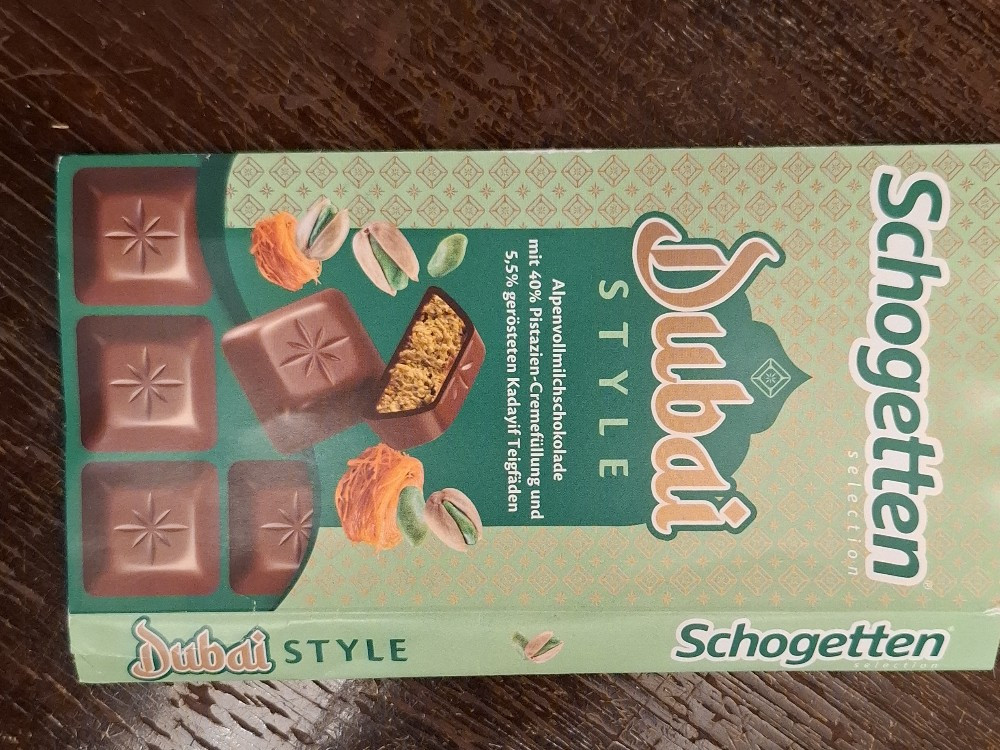 Schogetten®
selection
Dubai
STYLE
Alpenvollmilchschokolade
mit 40% Pistazien-Cremefüllung und
5,5% gerösteten Kadayif Teigfäden
Dubai STYLE
Schogetten®
selection